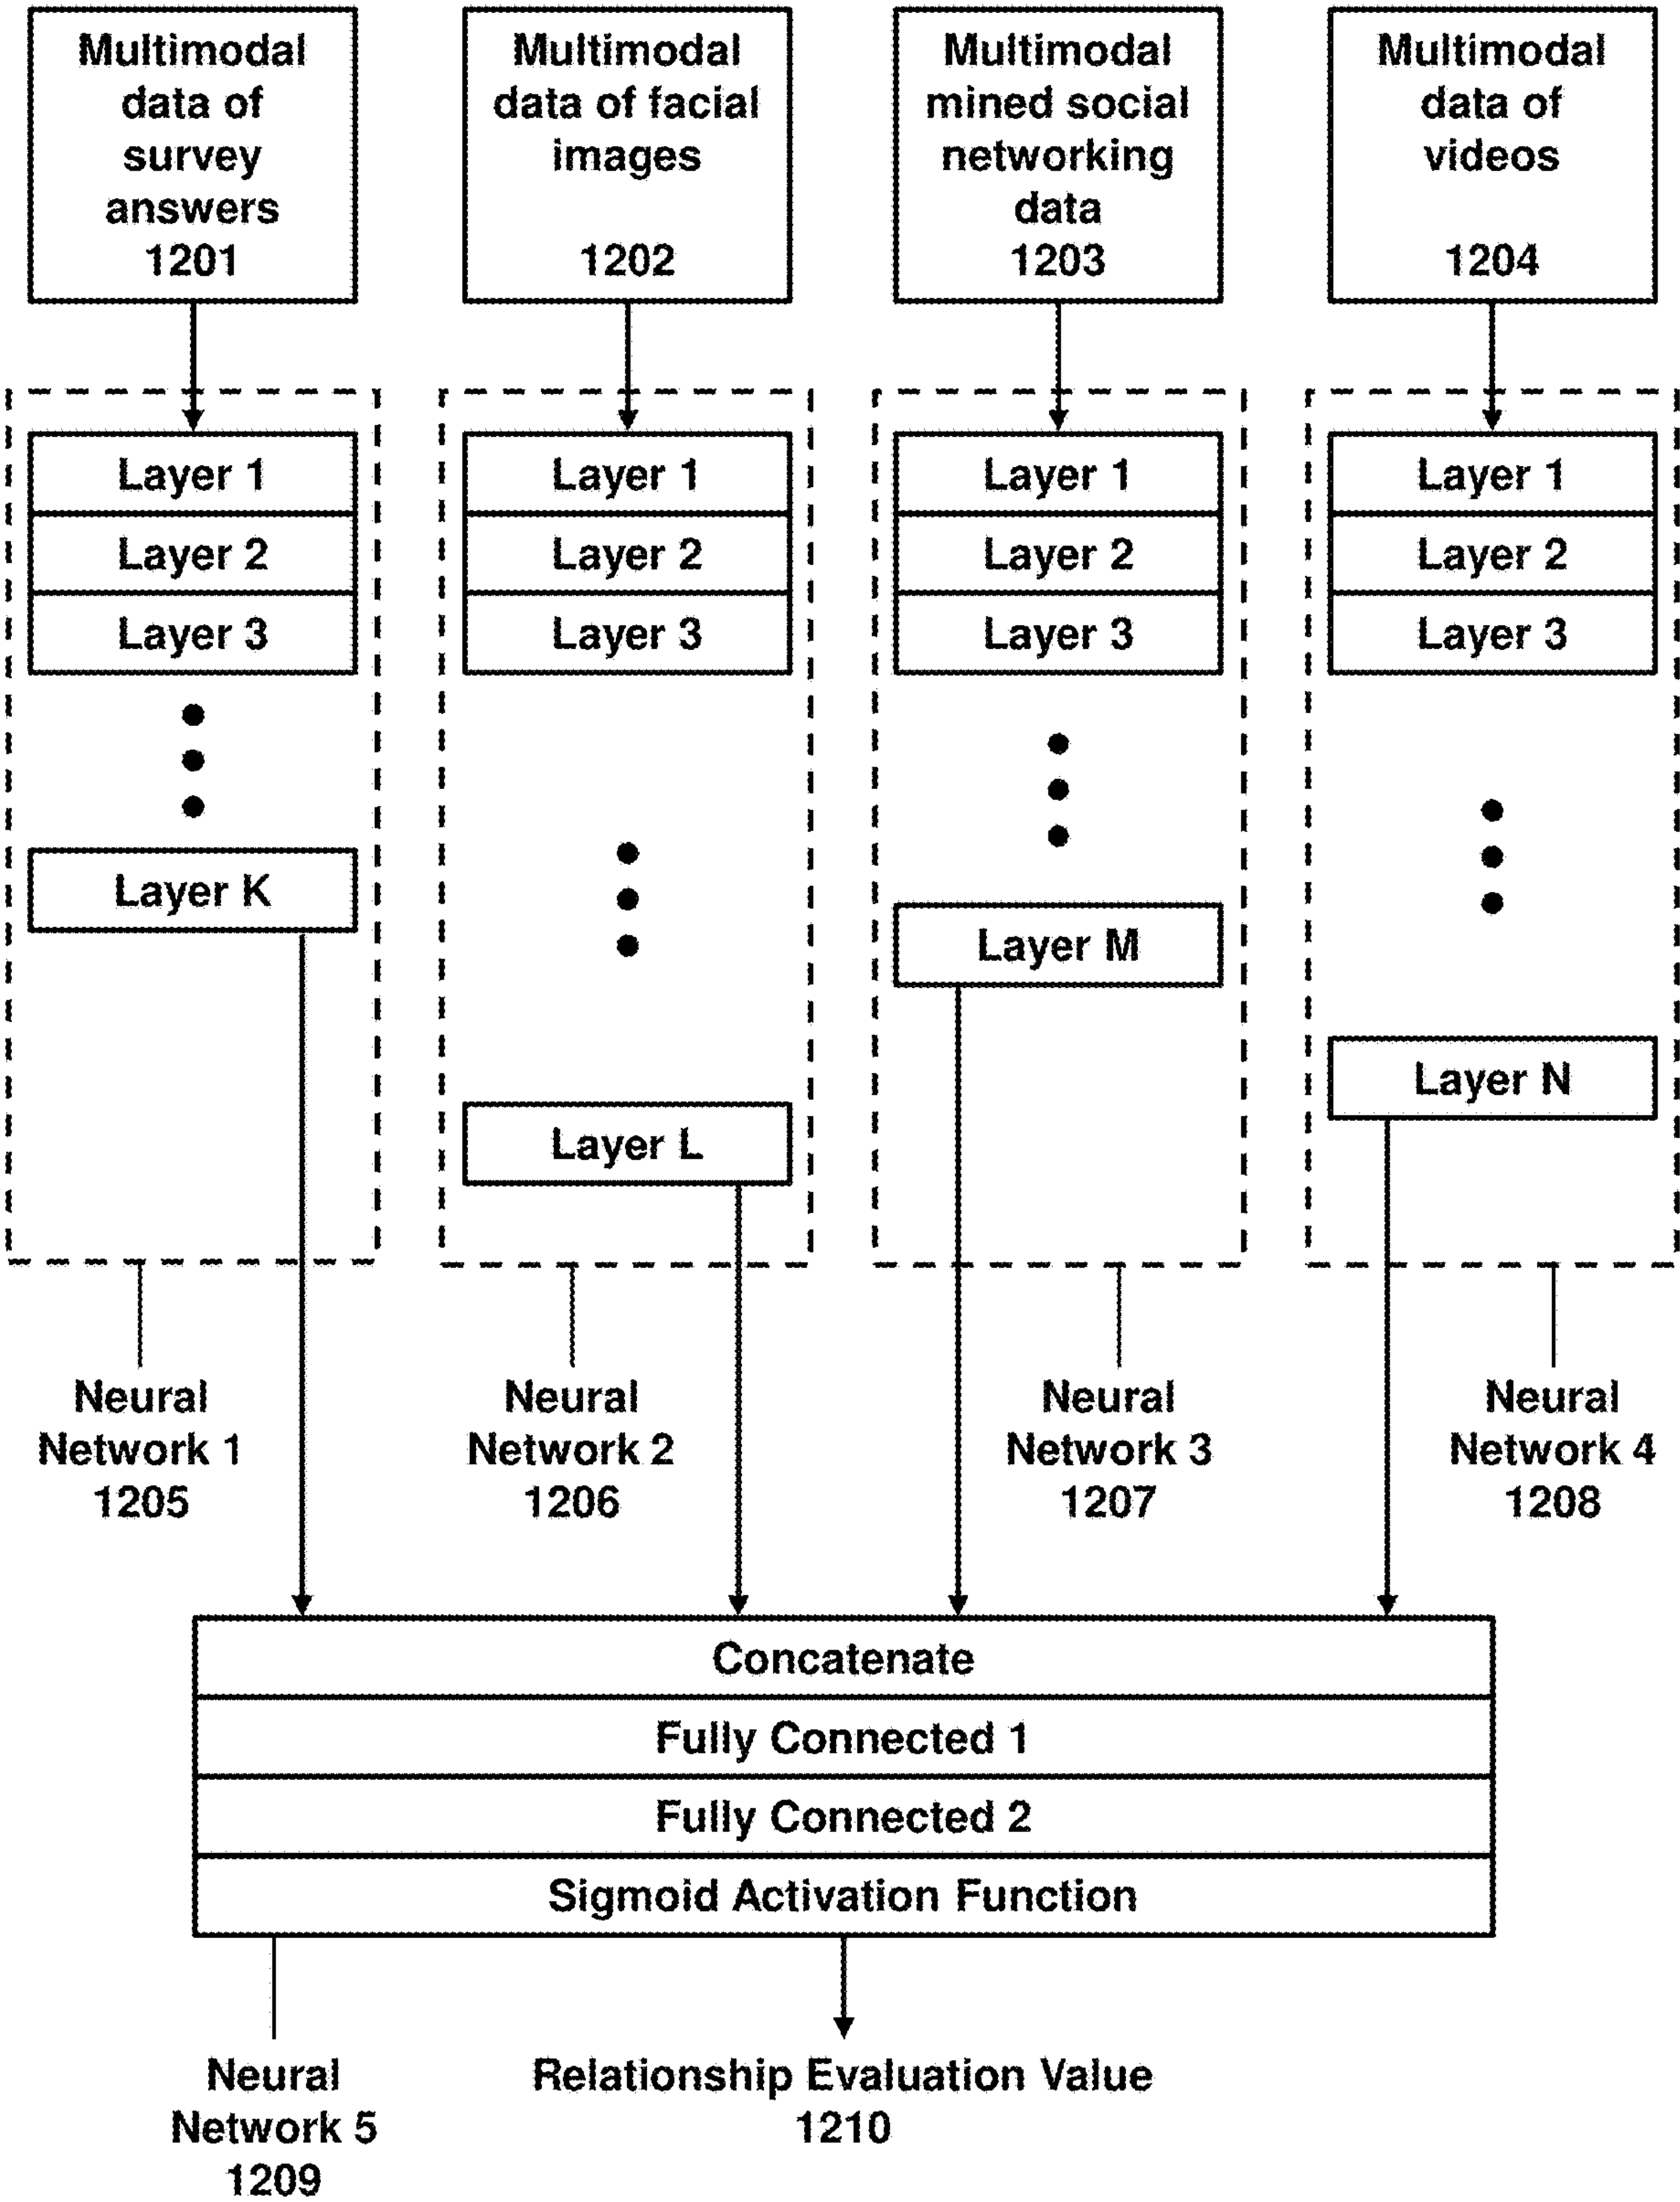 Multimodal
data of
survey
answers
1201
Multimodal
data of facial
images
1202
Multimodal
mined social
networking
data
1203
Multimodal
data of
videos
1204
Layer 1
Layer 2
Layer 3
Layer K
Layer 1
Layer 2
Layer 3
Layer L
Layer 1
Layer 2
Layer 3
Layer M
Layer 1
Layer 2
Layer 3
Layer N
Neural
Network 1
1205
Neural
Network 2
1206
Neural
Network 3
1207
Neural
Network 4
1208
Concatenate
Fully Connected 1
Fully Connected 2
Sigmoid Activation Function
Neural
Network 5
1209
Relationship Evaluation Value
1210